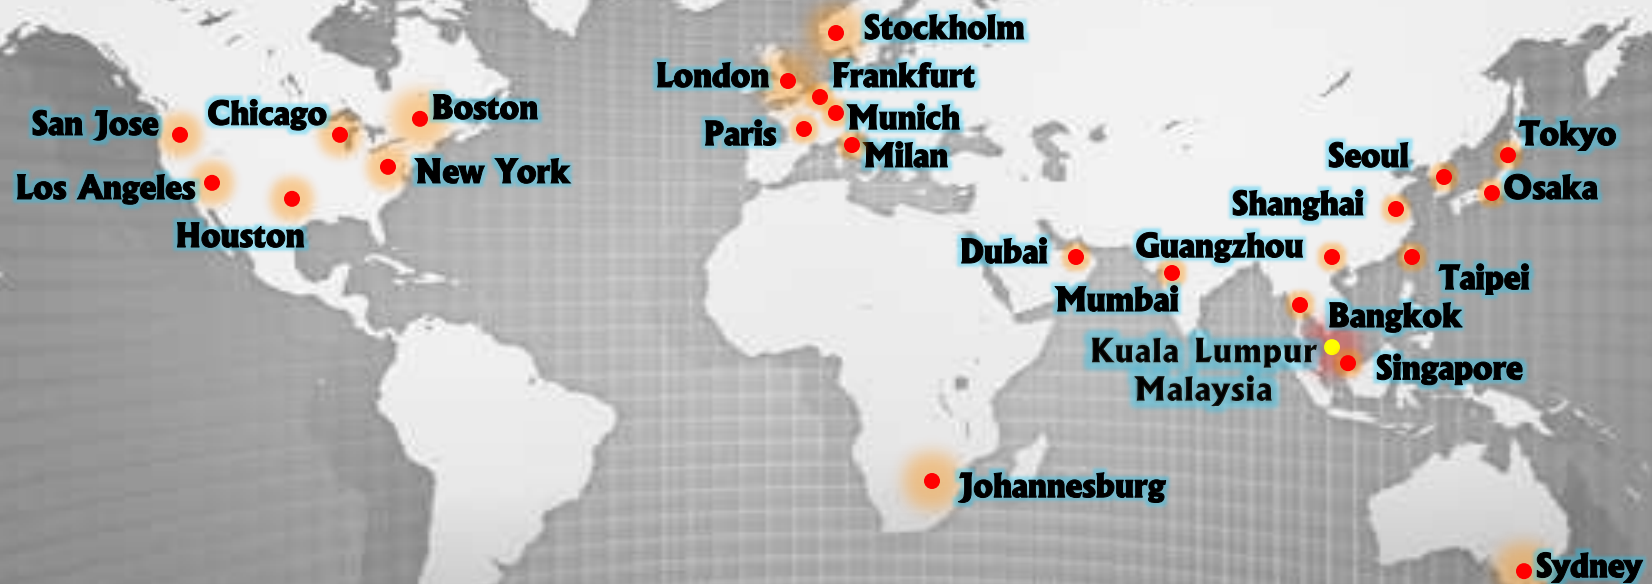 Stockholm
London
Frankfurt
San Jose
Chicago
Boston
Paris
Munich
Milan
Seoul
Tokyo
Los Angeles
New York
Shanghai
Osaka
Houston
Dubai
Guangzhou
Taipei
Mumbai
Bangkok
Kuala Lumpur
Malaysia
Singapore
Johannesburg
Sydney